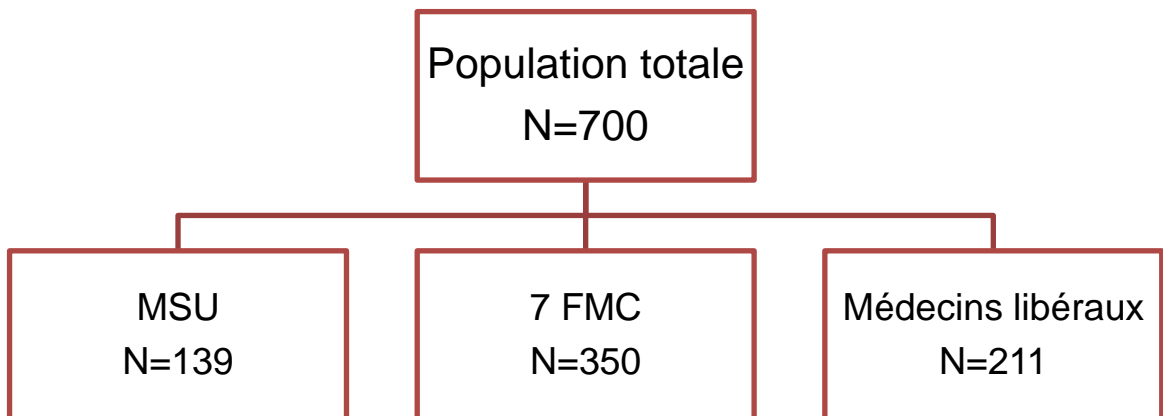 Population totale
N=700
MSU
N=139
7 FMC
N=350
Médecins libéraux
N=211